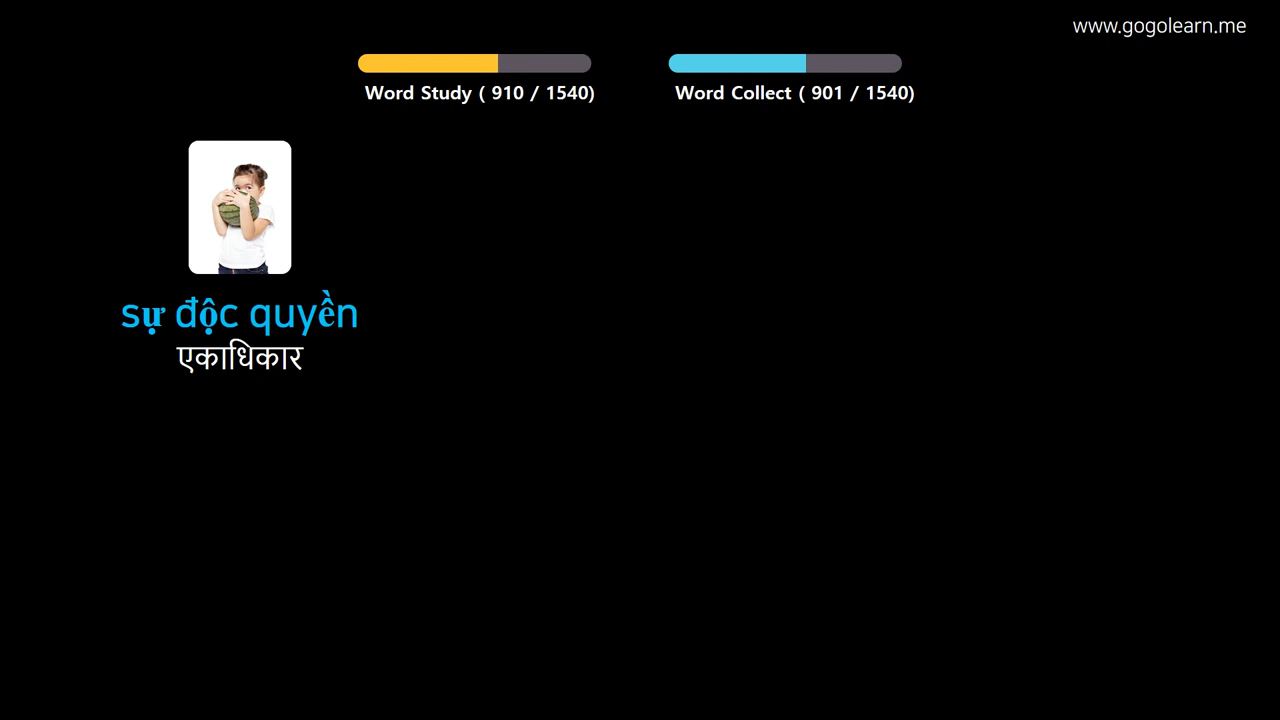 www.gogolearn.me
Word Study ( 910 / 1540)
Word Collect ( 901 / 1540)
sự độc quyền
एकाधिकार